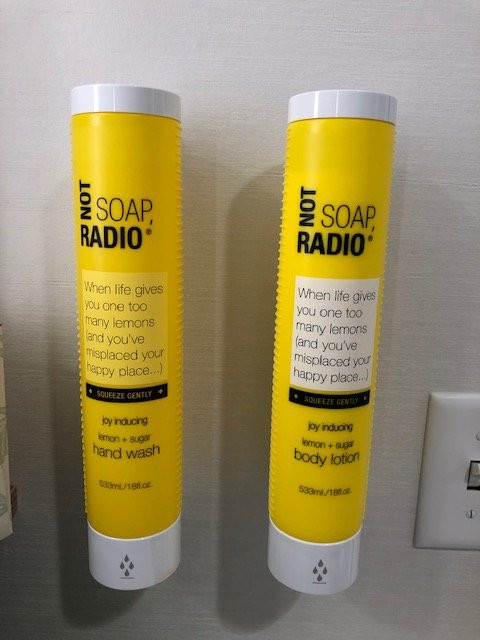 NOT
SOAP,
RADIO®
When life gives
you one too
many lemons
(and you've
misplaced your
happy place...)
+ SQUEEZE GENTLY +
joy inducing
lemon + sugar
hand wash
533mL/18fl.oz.
NOT
SOAP,
RADIO®
When life gives
you one too
many lemons
(and you've
misplaced your
happy place...)
+ SQUEEZE GENTLY +
joy inducing
lemon + sugar
body lotion
533mL/18fl.oz.